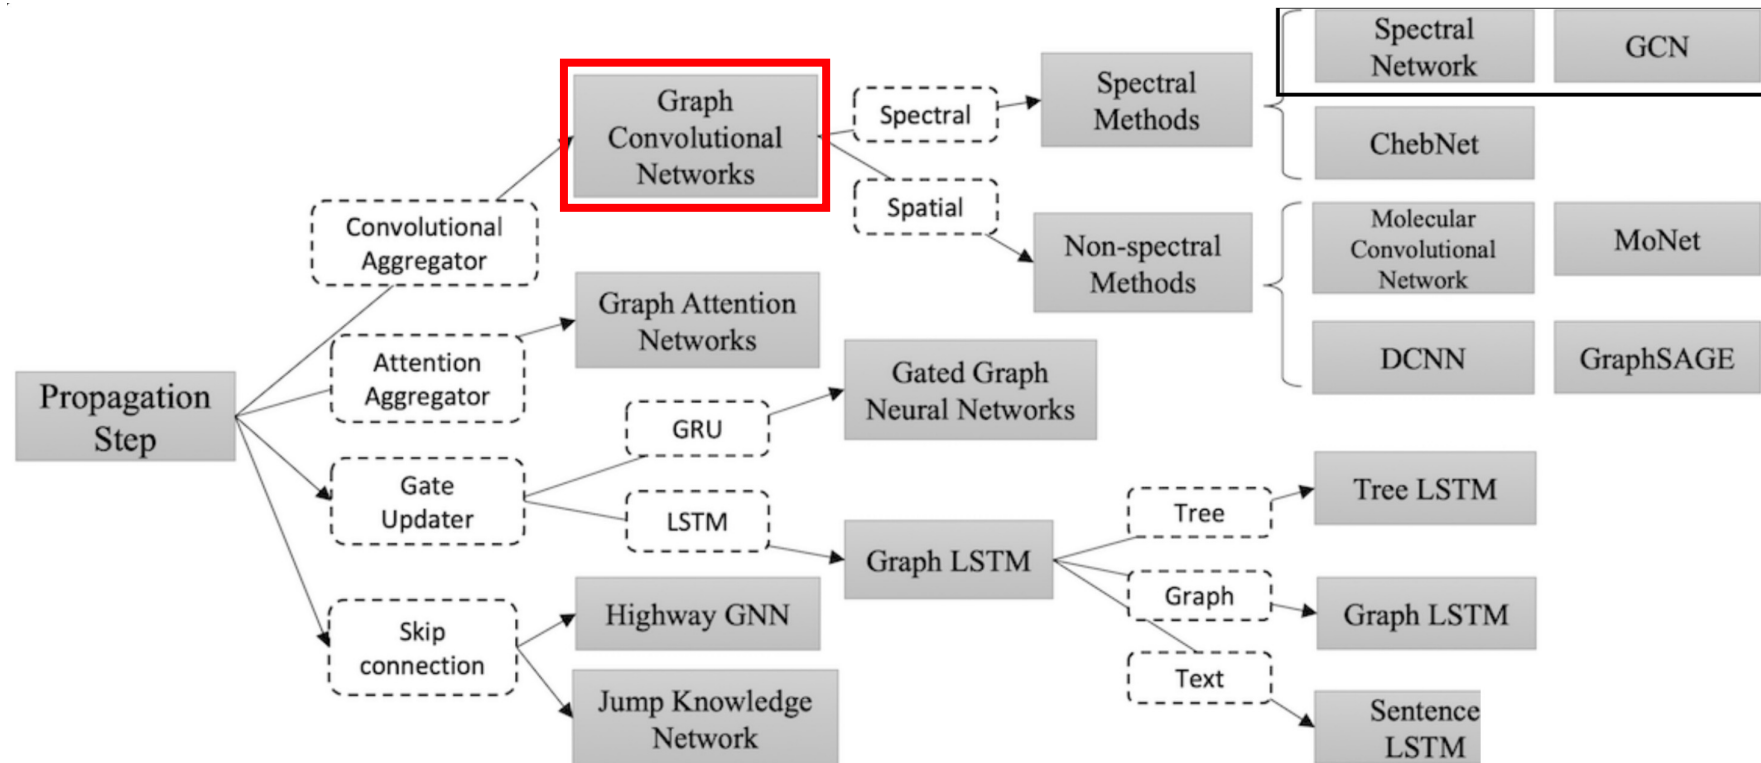 Propagation
Step
Convolutional
Aggregator
Attention
Aggregator
Gate
Updater
Skip
connection
Graph
Convolutional
Networks
Graph Attention
Networks
GRU
LSTM
Highway GNN
Jump Knowledge
Network
Spectral
Spatial
Gated Graph
Neural Networks
Graph LSTM
Spectral
Methods
Non-spectral
Methods
Tree
Graph
Text
Spectral
Network
GCN
ChebNet
Molecular
Convolutional
Network
MoNet
DCNN
GraphSAGE
Tree LSTM
Graph LSTM
Sentence
LSTM